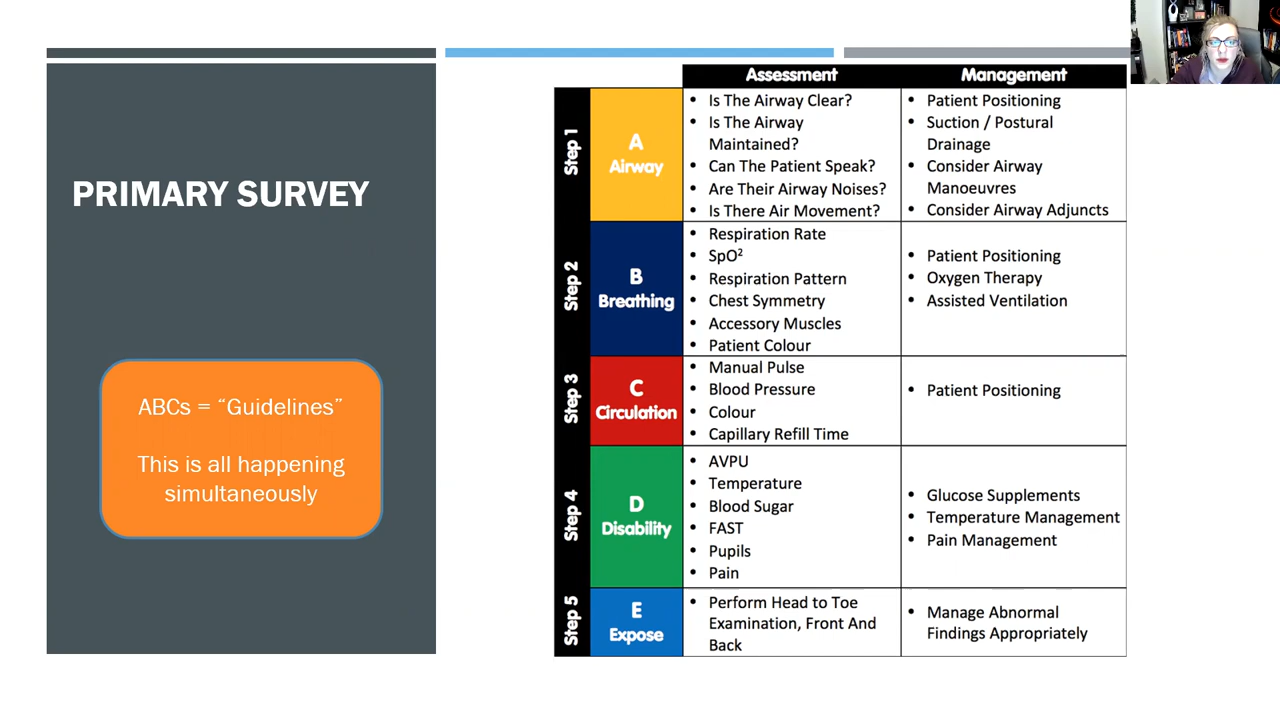 PRIMARY SURVEY
ABCs = “Guidelines”
This is all happening
simultaneously
Assessment
Management
Step 1
A
Airway
• Is The Airway Clear?
• Is The Airway
Maintained?
• Can The Patient Speak?
• Are Their Airway Noises?
• Is There Air Movement?
• Patient Positioning
• Suction / Postural
Drainage
• Consider Airway
Manoeuvres
• Consider Airway Adjuncts
Step 2
B
Breathing
• Respiration Rate
• SpO²
• Respiration Pattern
• Chest Symmetry
• Accessory Muscles
• Patient Colour
• Patient Positioning
• Oxygen Therapy
• Assisted Ventilation
Step 3
C
Circulation
• Manual Pulse
• Blood Pressure
• Colour
• Capillary Refill Time
• Patient Positioning
Step 4
D
Disability
• AVPU
• Temperature
• Blood Sugar
• FAST
• Pupils
• Pain
• Glucose Supplements
• Temperature Management
• Pain Management
Step 5
E
Expose
• Perform Head to Toe
Examination, Front And
Back
• Manage Abnormal
Findings Appropriately